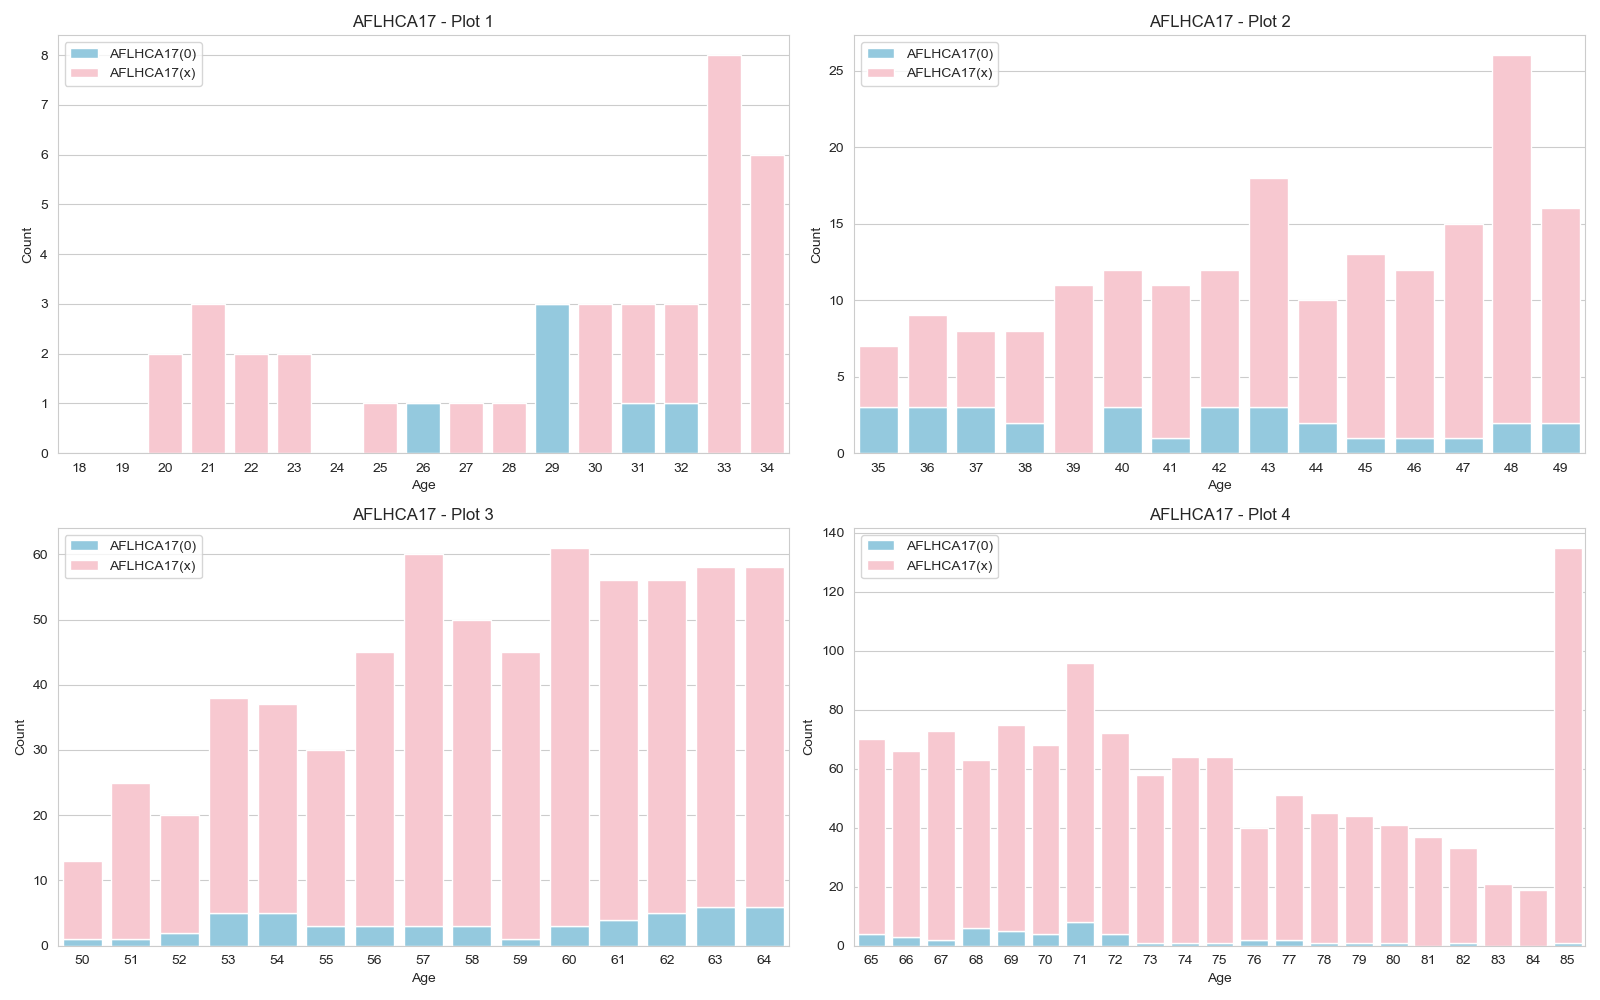 AFLHCA17 - Plot 1
AFLHCA17(0)
AFLHCA17(x)
Count
8
7
6
5
4
3
2
1
0
18 19 20 21 22 23 24 25 26 27 28 29 30 31 32 33 34
Age
AFLHCA17 - Plot 2
AFLHCA17(0)
AFLHCA17(x)
Count
25
20
15
10
5
0
35 36 37 38 39 40 41 42 43 44 45 46 47 48 49
Age
AFLHCA17 - Plot 3
AFLHCA17(0)
AFLHCA17(x)
Count
60
50
40
30
20
10
0
50 51 52 53 54 55 56 57 58 59 60 61 62 63 64
Age
AFLHCA17 - Plot 4
AFLHCA17(0)
AFLHCA17(x)
Count
140
120
100
80
60
40
20
0
65 66 67 68 69 70 71 72 73 74 75 76 77 78 79 80 81 82 83 84 85
Age